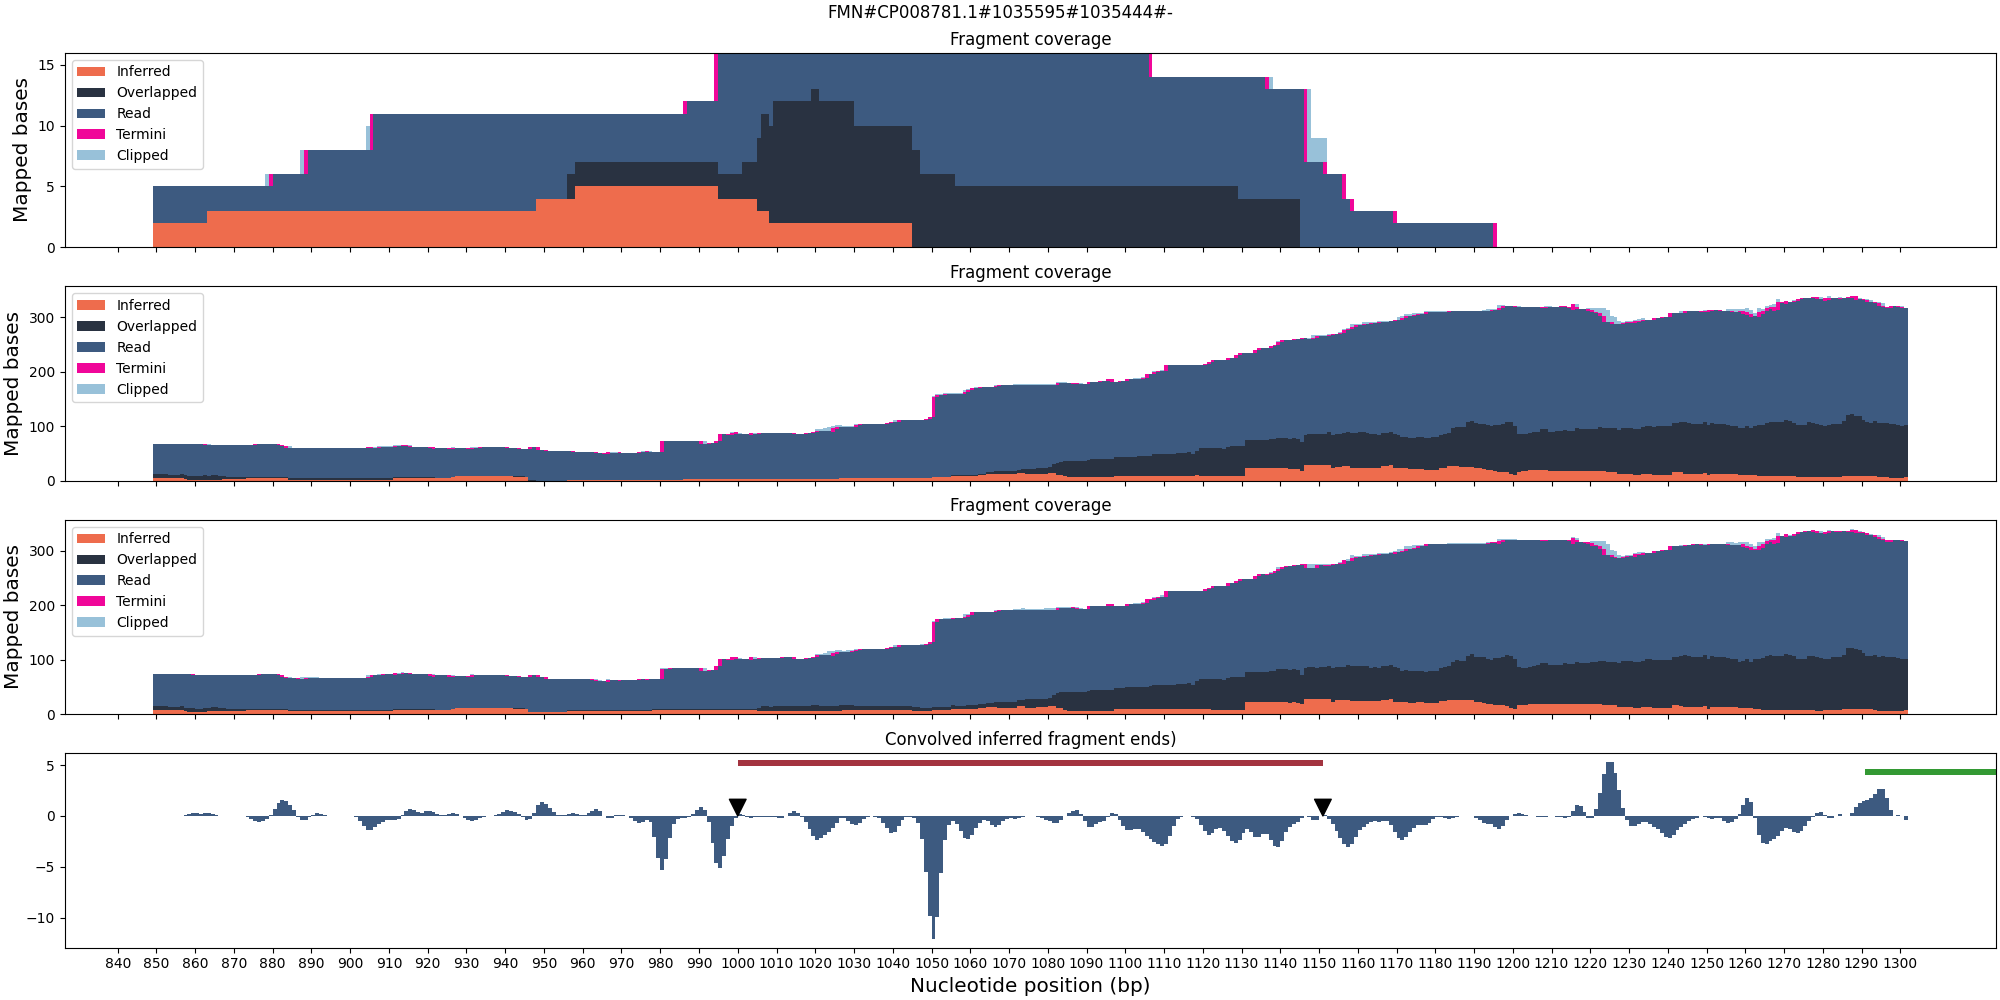 FMN#CP008781.1#1035595#1035444#-
Fragment coverage
Mapped bases
15
10
5
0
Inferred
Overlapped
Read
Termini
Clipped
Fragment coverage
Mapped bases
300
200
100
0
Inferred
Overlapped
Read
Termini
Clipped
Fragment coverage
Mapped bases
300
200
100
0
Inferred
Overlapped
Read
Termini
Clipped
Convolved inferred fragment ends)
5
0
−5
−10
840 850 860 870 880 890 900 910 920 930 940 950 960 970 980 990 1000 1010 1020 1030 1040 1050 1060 1070 1080 1090 1100 1110 1120 1130 1140 1150 1160 1170 1180 1190 1200 1210 1220 1230 1240 1250 1260 1270 1280 1290 1300
Nucleotide position (bp)